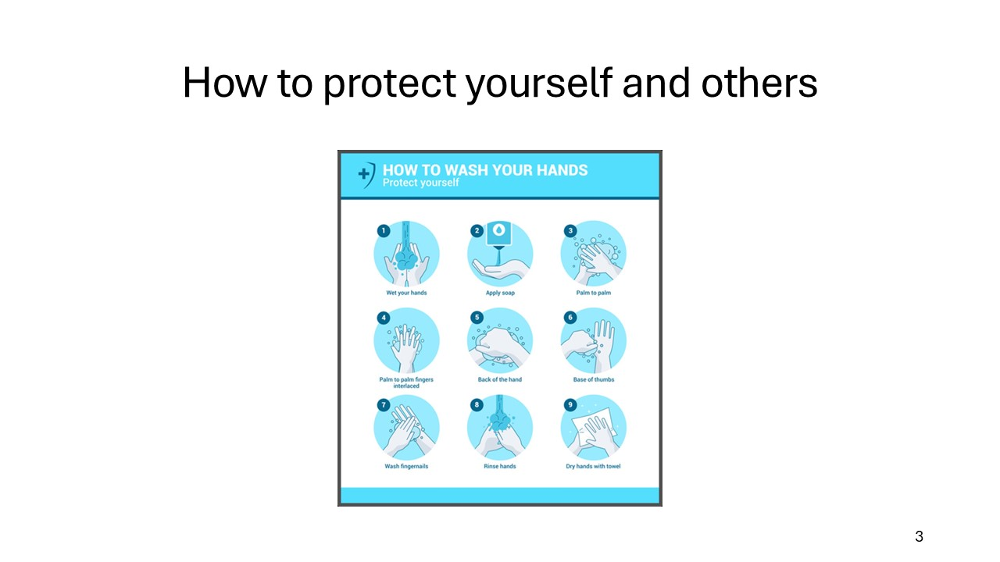 How to protect yourself and others
HOW TO WASH YOUR HANDS
Protect yourself
1
2
3
Wet your hands
Apply soap
Palm to palm
4
5
6
Palm to palm fingers
interlaced
Back of the hand
Base of thumbs
7
8
9
Wash fingernails
Rinse hands
Dry hands with towel
3